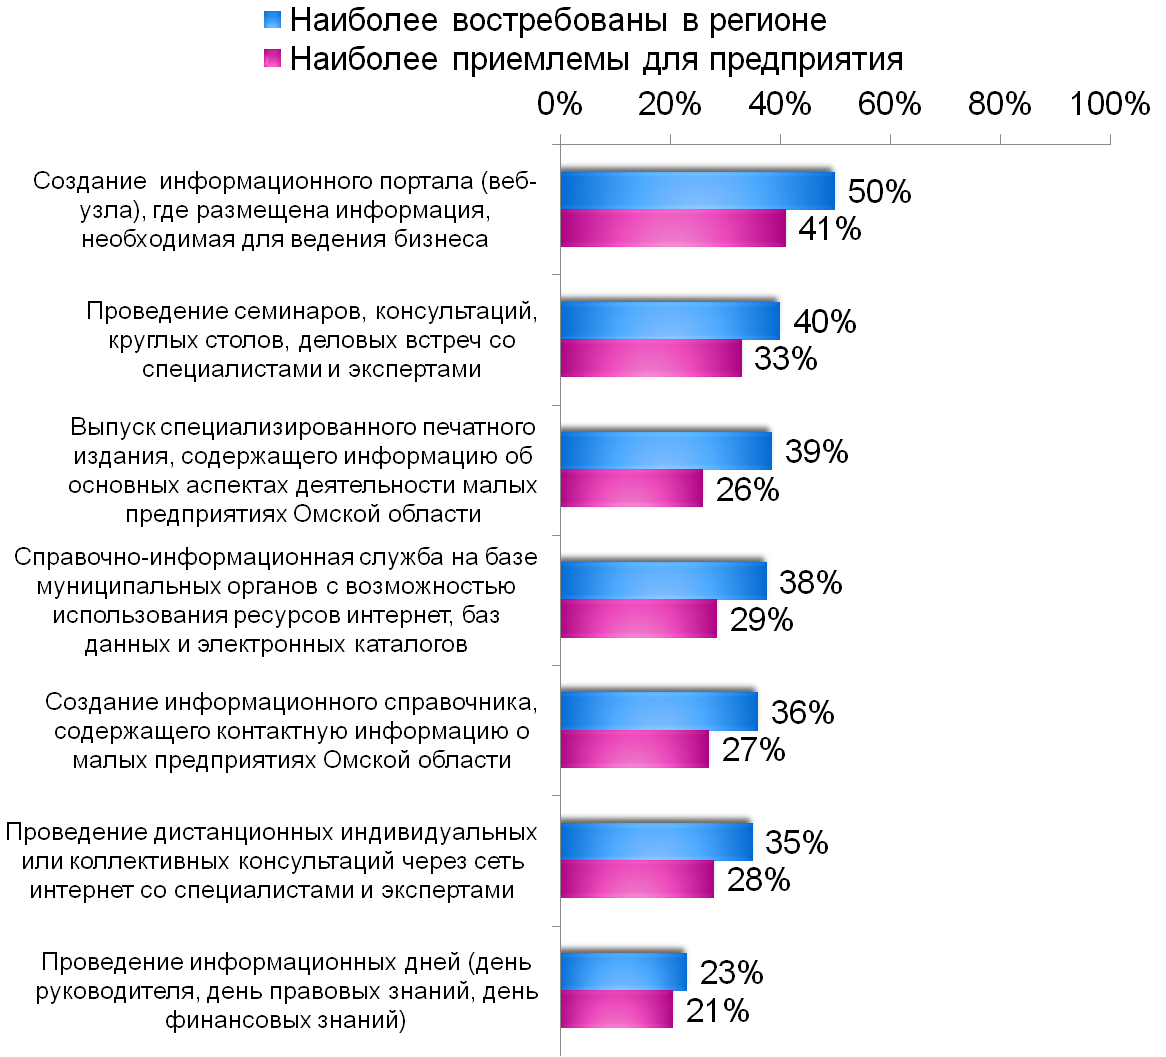 Наиболее востребованы в регионе
Наиболее приемлемы для предприятия
0% 20% 40% 60% 80% 100%
Создание информационного портала (веб-
узла), где размещена информация,
необходимая для ведения бизнеса
50%
41%
Проведение семинаров, консультаций,
круглых столов, деловых встреч со
специалистами и экспертами
40%
33%
Выпуск специализированного печатного
издания, содержащего информацию об
основных аспектах деятельности малых
предприятиях Омской области
39%
26%
Справочно-информационная служба на базе
муниципальных органов с возможностью
использования ресурсов интернет, баз
данных и электронных каталогов
38%
29%
Создание информационного справочника,
содержащего контактную информацию о
малых предприятиях Омской области
36%
27%
Проведение дистанционных индивидуальных
или коллективных консультаций через сеть
интернет со специалистами и экспертами
35%
28%
Проведение информационных дней (день
руководителя, день правовых знаний, день
финансовых знаний)
23%
21%